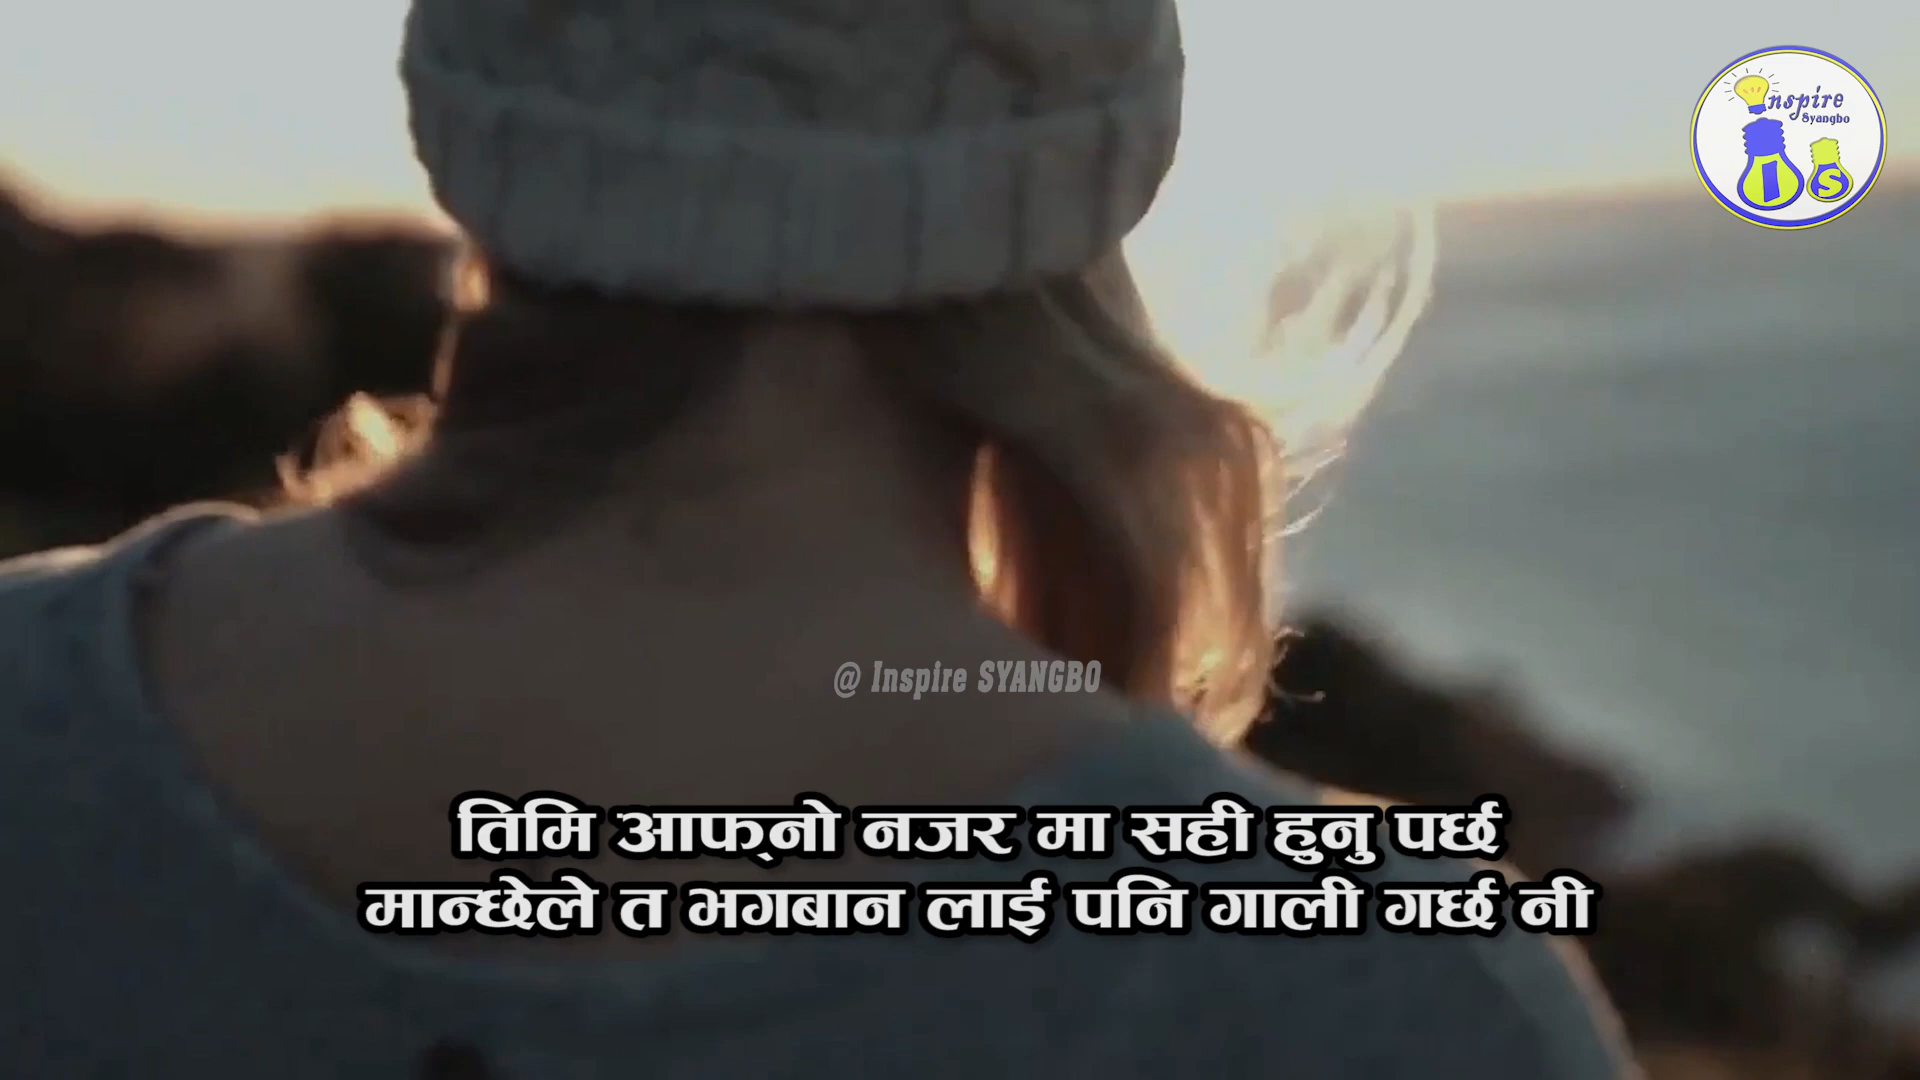 Inspire
Syangbo
I S
@ Inspire SYANGBO
तिमि आफ्‌नो नजर मा सही हुनु पर्छ
मान्छेले त भगबान लाई पनि गाली गर्छ नी